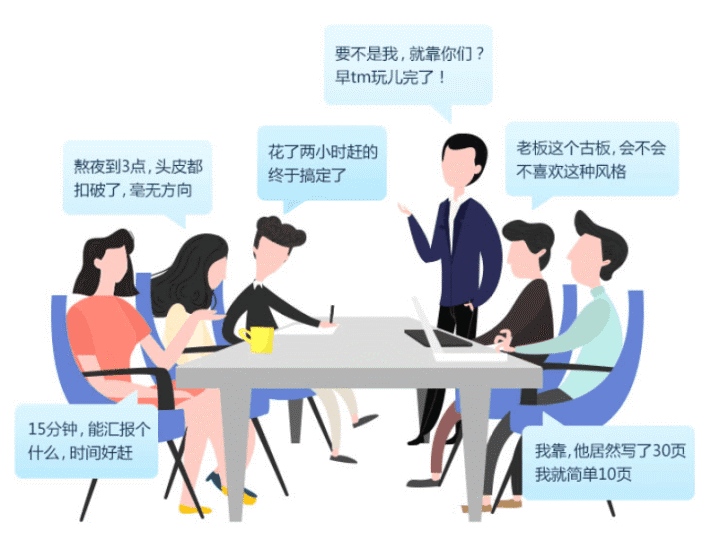 要不是我，就靠你们？
早tm玩儿完了！
熬夜到3点，头皮都
扣破了，毫无方向
花了两小时赶的
终于搞定了
老板这个古板，会不会
不喜欢这种风格
15分钟，能汇报个
什么，时间好赶
我靠，他居然写了30页
我就简单10页